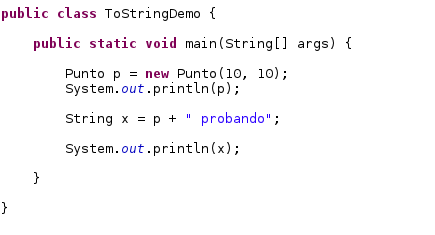 public class ToStringDemo {
public static void main(String[] args) {
Punto p = new Punto(10, 10);
System.out.println(p);
String x = p + " probando";
System.out.println(x);
}
}